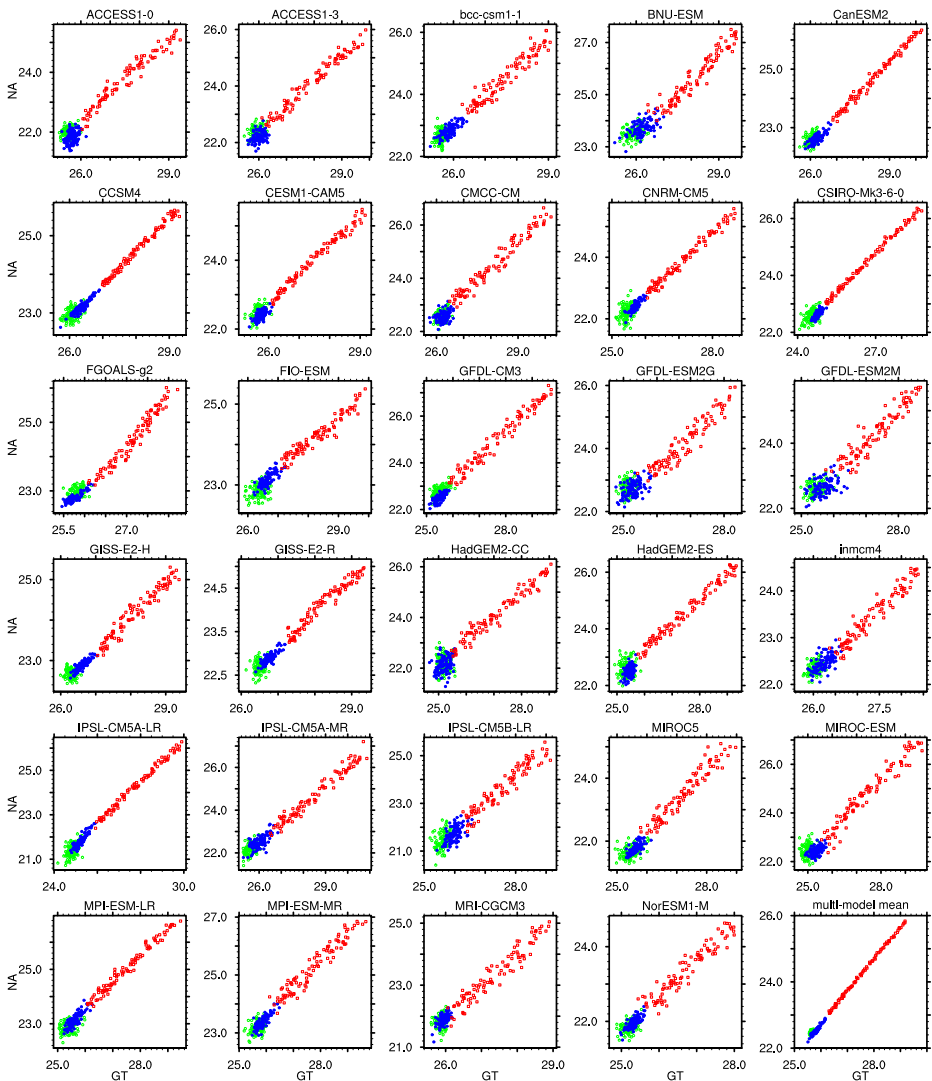 ACCESS1-0 ACCESS1-3 bcc-csm1-1 BNU-ESM CanESM2
NA 24.0 22.0 26.0 24.0 22.0 26.0 24.0 22.0 27.0 25.0 23.0 25.0 23.0
26.0 29.0 26.0 29.0 26.0 29.0 26.0 29.0 26.0 29.0
CCSM4 CESM1-CAM5 CMCC-CM CNRM-CM5 CSIRO-Mk3-6-0
NA 25.0 23.0 24.0 22.0 26.0 24.0 22.0 24.0 22.0 26.0 24.0 22.0
26.0 29.0 26.0 29.0 26.0 29.0 25.0 28.0 24.0 27.0
FGOALS-g2 FIO-ESM GFDL-CM3 GFDL-ESM2G GFDL-ESM2M
NA 25.0 23.0 25.0 23.0 26.0 24.0 22.0 26.0 24.0 22.0 24.0 22.0
25.5 27.0 26.0 29.0 25.0 28.0 25.0 28.0 25.0 28.0
GISS-E2-H GISS-E2-R HadGEM2-CC HadGEM2-ES inmcm4
NA 25.0 23.0 24.5 23.5 22.5 26.0 24.0 22.0 26.0 24.0 22.0 24.0 22.0
26.0 29.0 26.0 29.0 25.0 28.0 25.0 28.0 26.0 27.5
IPSL-CM5A-LR IPSL-CM5A-MR IPSL-CM5B-LR MIROC5 MIROC-ESM
NA 25.0 23.0 21.0 26.0 24.0 22.0 25.0 23.0 21.0 24.0 22.0 26.0 24.0 22.0
24.0 30.0 25.0 27.0 29.0 25.0 28.0 25.0 28.0 25.0 28.0
MPI-ESM-LR MPI-ESM-MR MRI-CGCM3 NorESM1-M multi-model mean
NA 25.0 23.0 27.0 25.0 23.0 25.0 23.0 21.0 24.0 22.0 26.0 24.0 22.0
25.0 28.0 25.0 28.0 26.0 29.0 25.0 28.0 25.0 28.0
GT GT GT GT GT